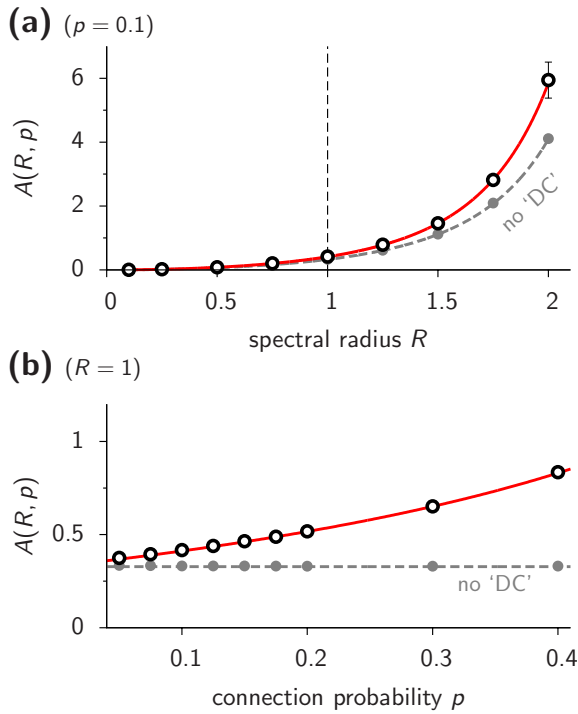 (a) (p = 0.1)
A(R, p)
6
4
2
0
no ‘DC’
0
0.5
1
1.5
2
spectral radius R
(b) (R = 1)
A(R, p)
1
0.5
0
no ‘DC’
0.1
0.2
0.3
0.4
connection probability p